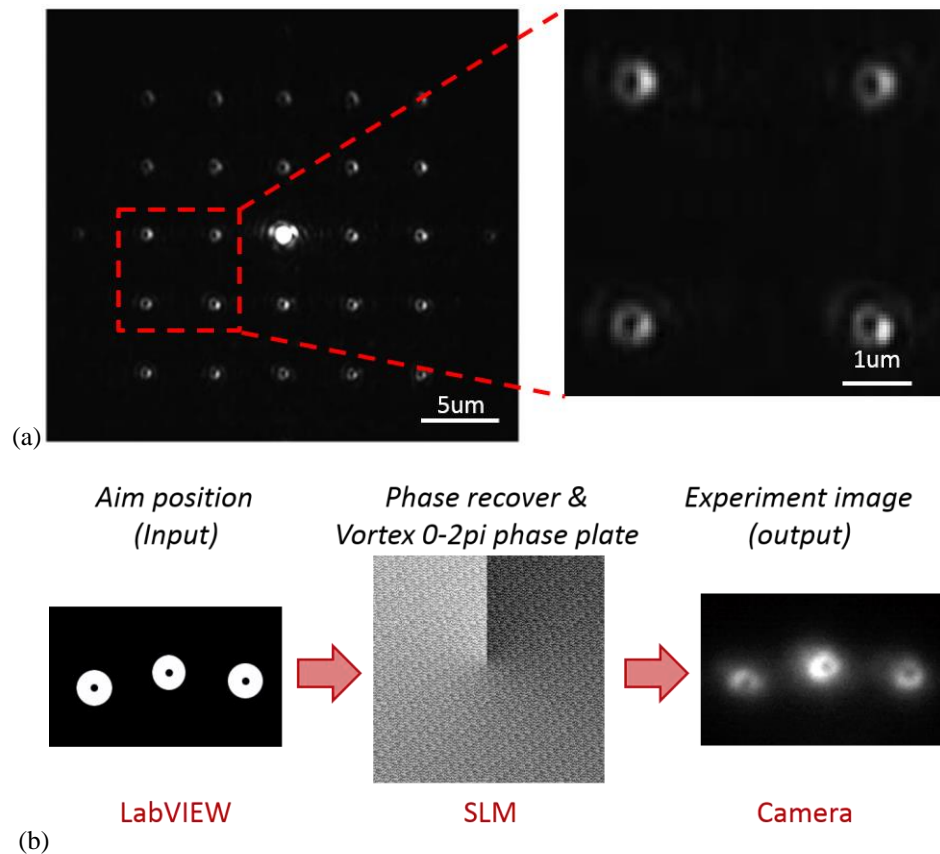 5um
1um
(a)
Aim position
(Input)
Phase recover &
Vortex 0-2pi phase plate
Experiment image
(output)
LabVIEW
SLM
Camera
(b)